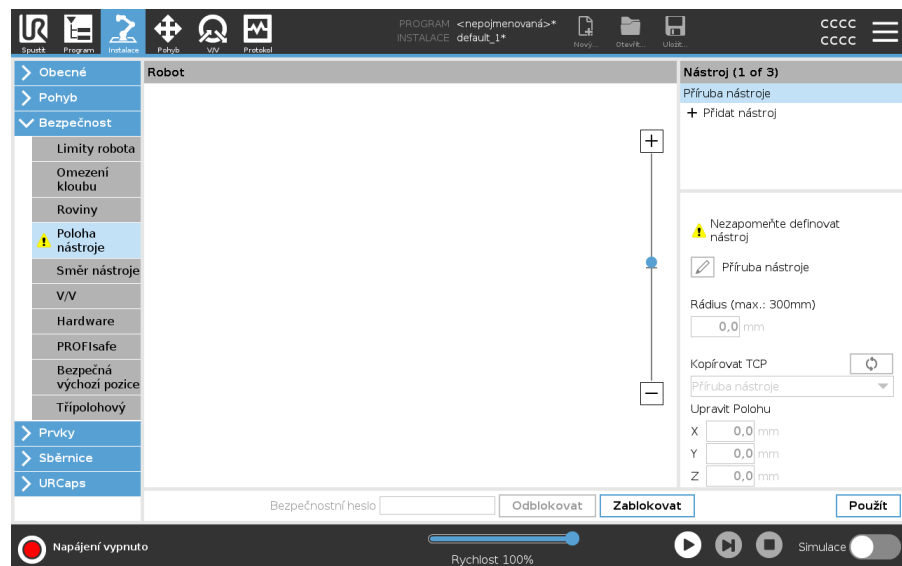 PROGRAM <nepojmenovaná>*
INSTALACE default_1*
Spustit
Program
Instalace
Pohyb
V/V
Protokol
Nový...
Otevřít...
Uložit...
CCCC
CCCC
Obecné
Pohyb
Bezpečnost
Limity robota
Omezení
kloubu
Roviny
Poloha
nástroje
Směr nástroje
V/V
Hardware
PROFIsafe
Bezpečná
výchozí pozice
Třípolohový
Prvky
Sběrnice
URCaps
Robot
Nástroj (1 of 3)
Příruba nástroje
+ Přidat nástroj
Nezapomeňte definovat
nástroj
Příruba nástroje
Rádius (max.: 300mm)
0,0 mm
Kopírovat TCP
Příruba nástroje
Upravit Polohu
X 0,0 mm
Y 0,0 mm
Z 0,0 mm
Bezpečnostní heslo
Odblokovat
Zablokovat
Použít
Napájení vypnuto
Rychlost 100%
Simulace